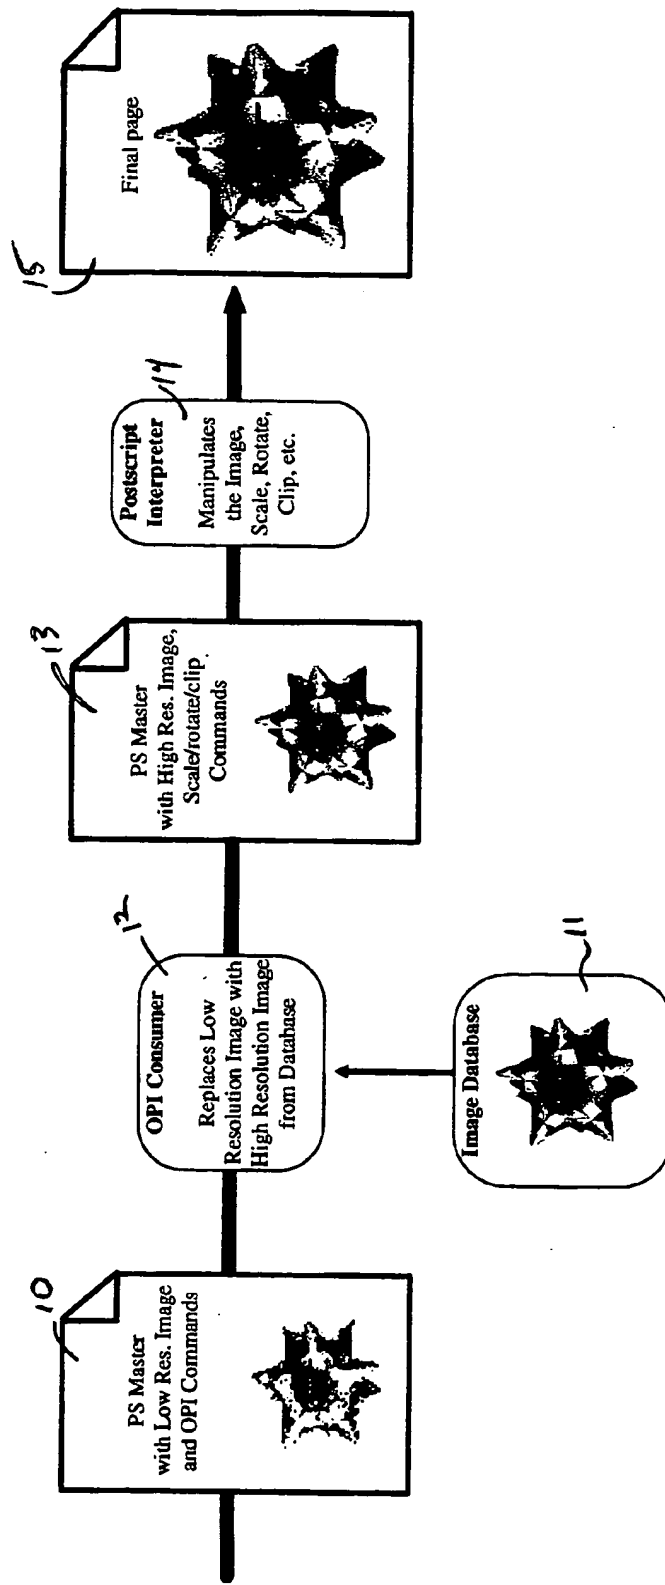 10
PS Master
with Low Res. Image
and OPI Commands
12
OPI Consumer
Replaces Low
Resolution Image with
High Resolution Image
from Database
Image Database
11
13
PS Master
with High Res. Image,
Scale/rotate/clip
Commands
14
Postscript
Interpreter
Manipulates
the Image,
Scale, Rotate,
Clip, etc.
15
Final page